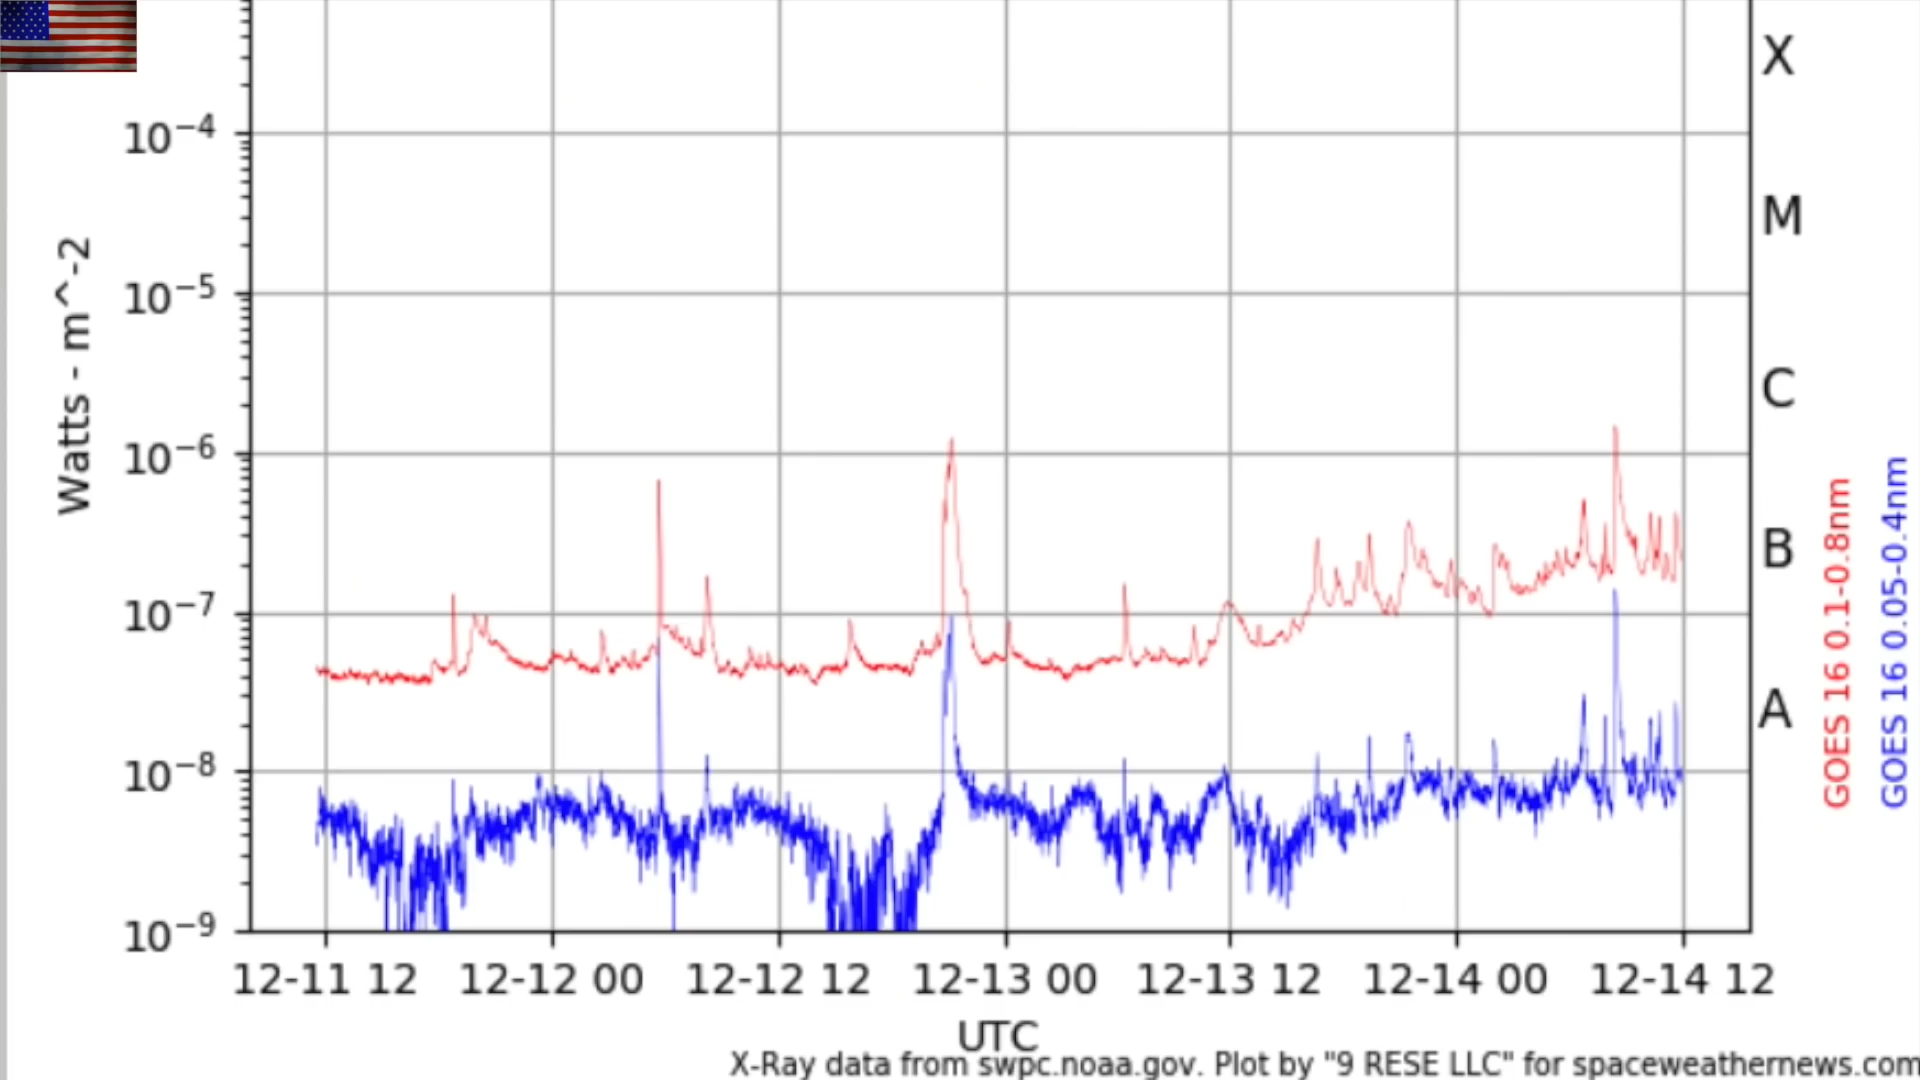 X
10−4
M
10−5
C
10−6
B
10−7
A
10−8
10−9
Watts - m^-2
GOES 16 0.1-0.8nm
GOES 16 0.05-0.4nm
12-11 12 12-12 00 12-12 12 12-13 00 12-13 12 12-14 00 12-14 12
UTC
X-Ray data from swpc.noaa.gov. Plot by "9 RESE LLC" for spaceweathernews.com